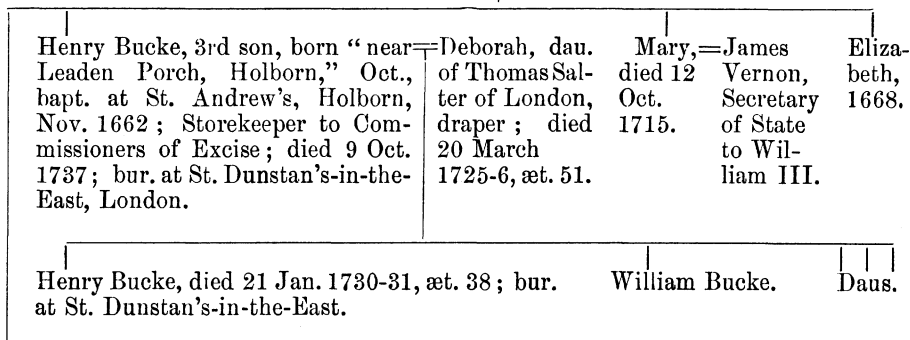 Henry Bucke, 3rd son, born “near
Leaden Porch, Holborn,” Oct.,
bapt. at St. Andrew's, Holborn,
Nov. 1662; Storekeeper to Com-
missioners of Excise; died 9 Oct.
1737; bur. at St. Dunstan's-in-the-
East, London.
=Deborah, dau.
of Thomas Sal-
ter of London,
draper; died
20 March
1725-6, æt. 51.
Mary,
died 12
Oct.
1715.
=James
Vernon,
Secretary
of State
to Wil-
liam III.
Eliza-
beth,
1668.
Henry Bucke, died 21 Jan. 1730-31, æt. 38; bur.
at St. Dunstan's-in-the-East.
William Bucke.
Daus.